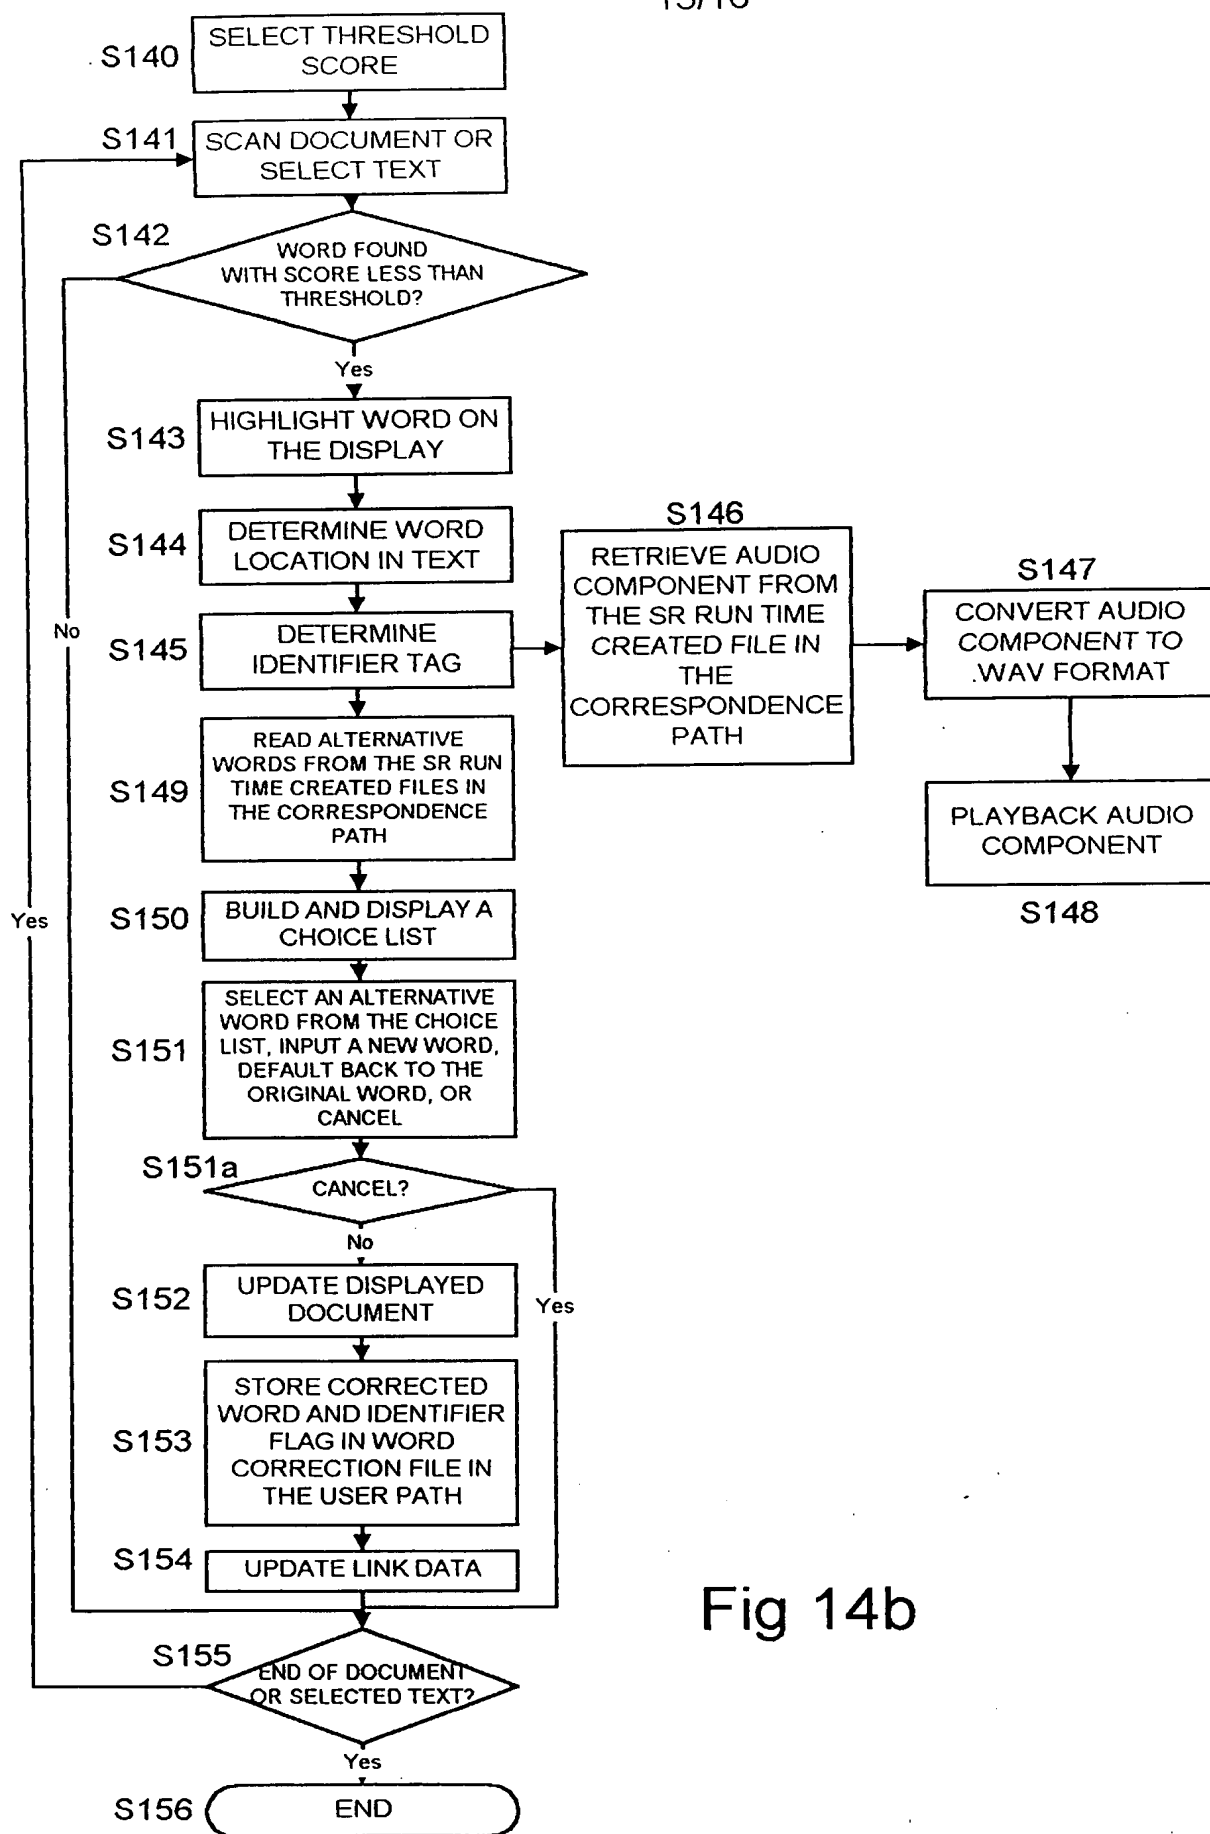 S140
SELECT THRESHOLD
SCORE
S141
SCAN DOCUMENT OR
SELECT TEXT
S142
WORD FOUND
WITH SCORE LESS THAN
THRESHOLD?
Yes
S143
HIGHLIGHT WORD ON
THE DISPLAY
S144
DETERMINE WORD
LOCATION IN TEXT
No
S145
DETERMINE
IDENTIFIER TAG
S146
RETRIEVE AUDIO
COMPONENT FROM
THE SR RUN TIME
CREATED FILE IN
THE
CORRESPONDENCE
PATH
S147
CONVERT AUDIO
COMPONENT TO
.WAV FORMAT
PLAYBACK AUDIO
COMPONENT
S148
S149
READ ALTERNATIVE
WORDS FROM THE SR RUN
TIME CREATED FILES IN
THE CORRESPONDENCE
PATH
Yes
S150
BUILD AND DISPLAY A
CHOICE LIST
S151
SELECT AN ALTERNATIVE
WORD FROM THE CHOICE
LIST, INPUT A NEW WORD,
DEFAULT BACK TO THE
ORIGINAL WORD, OR
CANCEL
S151a
CANCEL?
No
Yes
S152
UPDATE DISPLAYED
DOCUMENT
S153
STORE CORRECTED
WORD AND IDENTIFIER
FLAG IN WORD
CORRECTION FILE IN
THE USER PATH
S154
UPDATE LINK DATA
S155
END OF DOCUMENT
OR SELECTED TEXT?
Yes
S156
END
Fig 14b